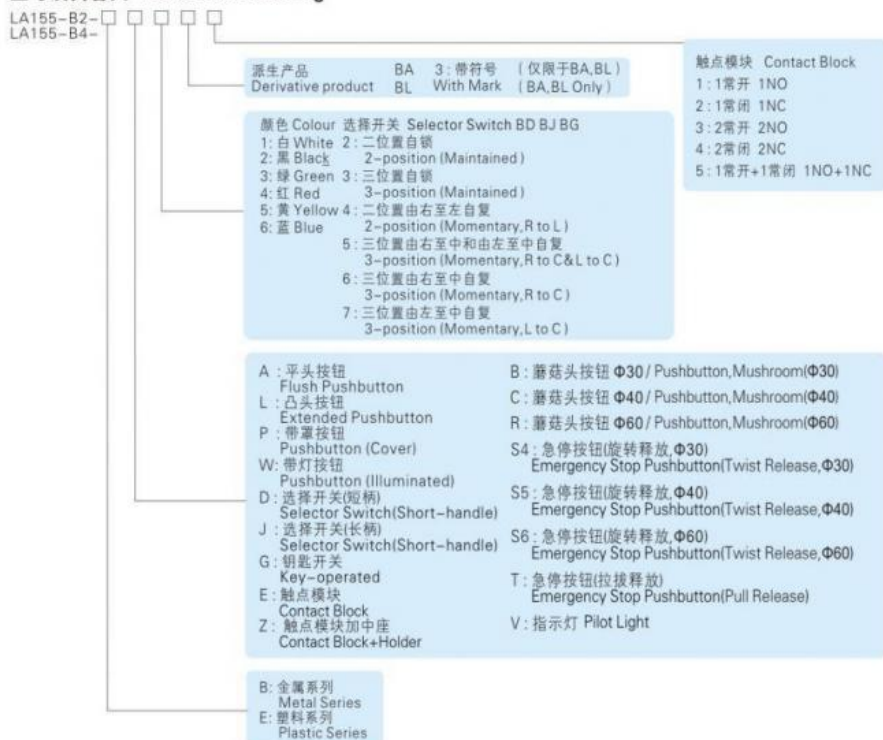 LA155-B2-
LA155-B4-
派生产品 BA 3:带符号 (仅限于BA,BL)
Derivative product BL With Mark (BA,BL Only)
触点模块 Contact Block
1:1常开 1NO
2:1常闭 1NC
3:2常开 2NO
4:2常闭 2NC
5:1常开+1常闭 1NO+1NC
颜色 Colour 选择开关 Selector Switch BD BJ BG
1: 白 White 2:二位置自锁
2: 黑 Black 2-position (Maintained)
3: 绿 Green 3:三位置自锁
4: 红 Red 3-position (Maintained)
5: 黄 Yellow 4:二位置由右至左自复
6: 蓝 Blue 2-position (Momentary,R to L)
5:三位置由右至中和由左至中自复
3-position (Momentary,R to C&L to C)
6:三位置由右至中自复
3-position (Momentary,R to C)
7:三位置由左至中自复
3-position (Momentary,L to C)
A :平头按钮
Flush Pushbutton
L :凸头按钮
Extended Pushbutton
P :带罩按钮
Pushbutton (Cover)
W:带灯按钮
Pushbutton (Illuminated)
D:选择开关(短柄)
Selector Switch(Short-handle)
J :选择开关(长柄)
Selector Switch(Short-handle)
G:钥匙开关
Key-operated
E:触点模块
Contact Block
Z: 触点模块加中座
Contact Block+Holder
B:蘑菇头按钮 Φ30/ Pushbutton,Mushroom(Φ30)
C:蘑菇头按钮 Φ40/ Pushbutton,Mushroom(Φ40)
R:蘑菇头按钮 Φ60/ Pushbutton,Mushroom(Φ60)
S4:急停按钮(旋转释放,Φ30)
Emergency Stop Pushbutton(Twist Release,Φ30)
S5:急停按钮(旋转释放,Φ40)
Emergency Stop Pushbutton(Twist Release,Φ40)
S6:急停按钮(旋转释放,Φ60)
Emergency Stop Pushbutton(Twist Release,Φ60)
T:急停按钮(拉拔释放)
Emergency Stop Pushbutton(Pull Release)
V:指示灯 Pilot Light
B: 金属系列
Metal Series
E: 塑料系列
Plastic Series